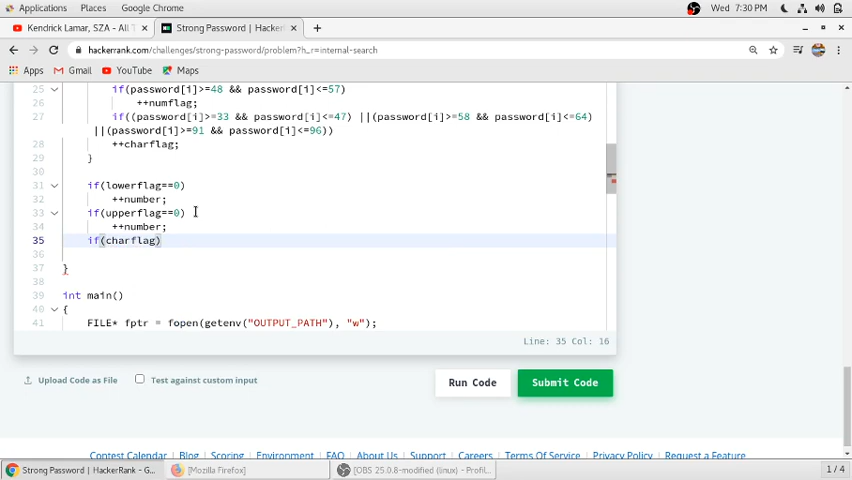 Applications Places Google Chrome Wed 7:30 PM
Kendrick Lamar, SZA - All T Strong Password | HackerR
hackerrank.com/challenges/strong-password/problem?h_r=internal-search
Apps Gmail YouTube Maps
25 if(password[i]>=48 && password[i]<=57)
26 ++numflag;
27 if((password[i]>=33 && password[i]<=47) ||(password[i]>=58 && password[i]<=64)
||(password[i]>=91 && password[i]<=96))
28 ++charflag;
29 }
30
31 if(lowerflag==0)
32 ++number;
33 if(upperflag==0)
34 ++number;
35 if(charflag)
36
37 }
38
39 int main()
40 {
41 FILE* fptr = fopen(getenv("OUTPUT_PATH"), "w");
Line: 35 Col: 16
Upload Code as File Test against custom input Run Code Submit Code
Contest Calendar | Blog | Scoring | Environment | FAQ | About Us | Support | Careers | Terms Of Service | Privacy Policy | Request a Feature
Strong Password | HackerRank - G... [Mozilla Firefox] [OBS 25.0.8-modified (linux) - Profil... 1 / 4